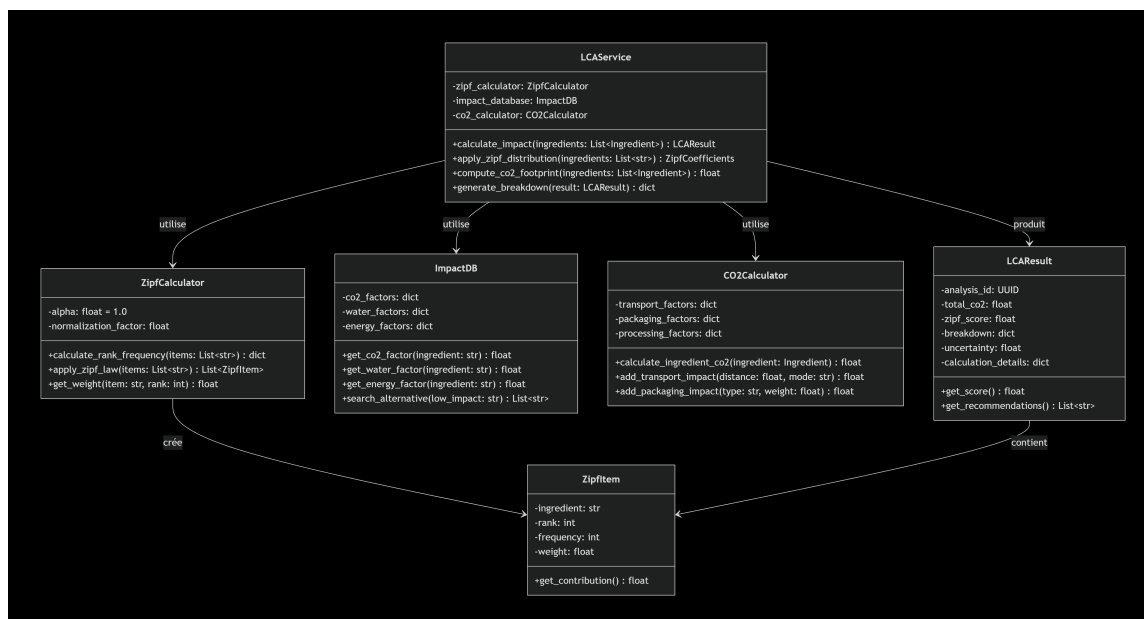 LCAService
-zipf_calculator: ZipfCalculator
-impact_database: ImpactDB
-co2_calculator: CO2Calculator
+calculate_impact(ingredients: List<Ingredient>) : LCAResult
+apply_zipf_distribution(ingredients: List<str>) : ZipfCoefficients
+compute_co2_footprint(ingredients: List<Ingredient>) : float
+generate_breakdown(result: LCAResult) : dict
utilise
utilise
utilise
produit
ZipfCalculator
-alpha: float = 1.0
-normalization_factor: float
+calculate_rank_frequency(items: List<str>) : dict
+apply_zipf_law(items: List<str>) : List<ZipfItem>
+get_weight(item: str, rank: int) : float
ImpactDB
-co2_factors: dict
-water_factors: dict
-energy_factors: dict
+get_co2_factor(ingredient: str) : float
+get_water_factor(ingredient: str) : float
+get_energy_factor(ingredient: str) : float
+search_alternative(low_impact: str) : List<str>
CO2Calculator
-transport_factors: dict
-packaging_factors: dict
-processing_factors: dict
+calculate_ingredient_co2(ingredient: Ingredient) : float
+add_transport_impact(distance: float, mode: str) : float
+add_packaging_impact(type: str, weight: float) : float
LCAResult
-analysis_id: UUID
-total_co2: float
-zipf_score: float
-breakdown: dict
-uncertainty: float
-calculation_details: dict
+get_score() : float
+get_recommendations() : List<str>
crée
contient
ZipfItem
-ingredient: str
-rank: int
-frequency: int
-weight: float
+get_contribution() : float